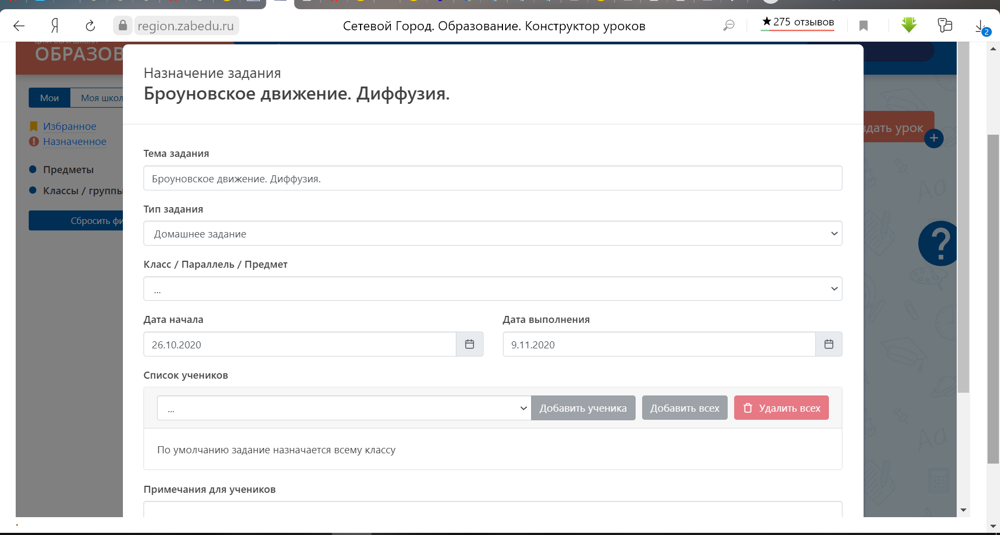 region.zabedu.ru
Сетевой Город. Образование. Конструктор уроков
★275 отзывов
2
ОБРАЗОВ
Назначение задания
Броуновское движение. Диффузия.
Мои
Моя школ
Избранное
Назначенное
Предметы
Классы / группы
Сбросить фи
здать урок
+
?
Тема задания
Броуновское движение. Диффузия.
Тип задания
Домашнее задание
Класс / Параллель / Предмет
...
Дата начала
Дата выполнения
26.10.2020
9.11.2020
Список учеников
...
Добавить ученика
Добавить всех
Удалить всех
По умолчанию задание назначается всему классу
Примечания для учеников